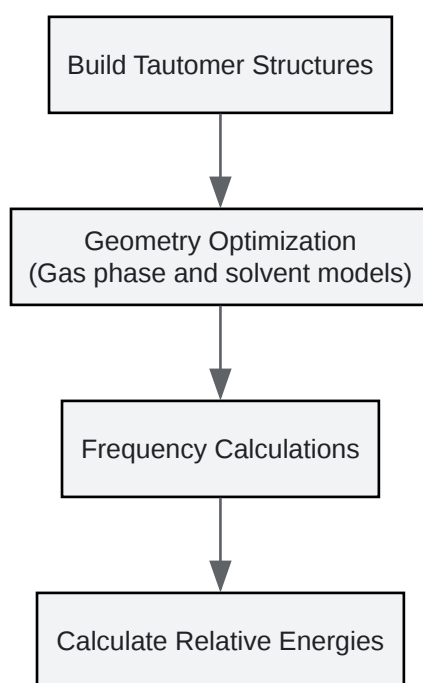 Build Tautomer Structures
Geometry Optimization
(Gas phase and solvent models)
Frequency Calculations
Calculate Relative Energies